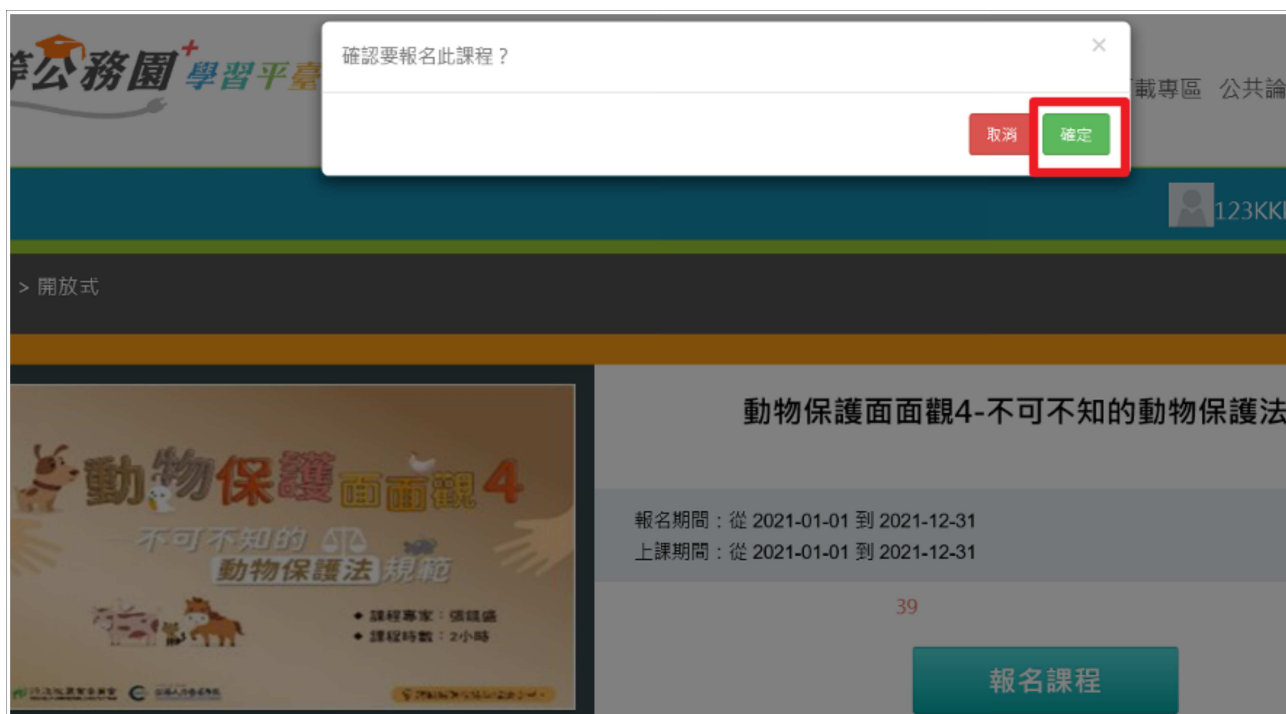 確認要報名此課程？
×
取消
確定
等公務園+學習平臺
載專區 公共論
123KK
> 開放式
動物保護面面觀4-不可不知的動物保護法
動物保護面面觀4
不可不知的
動物保護法規範
◆ 課程專家：張
◆ 課程時數：2小時
報名期間：從 2021-01-01 到 2021-12-31
上課期間：從 2021-01-01 到 2021-12-31
39
報名課程